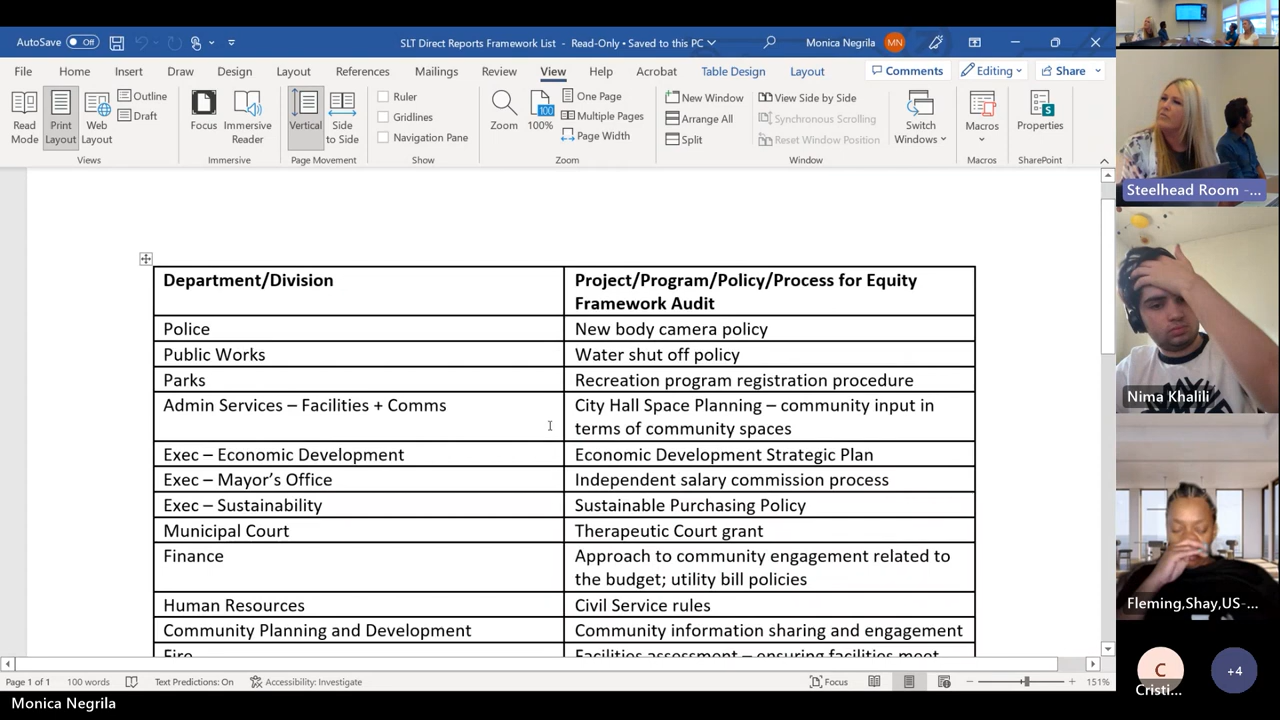 AutoSave Off
SLT Direct Reports Framework List - Read-Only • Saved to this PC
Monica Negrila MN
File Home Insert Draw Design Layout References Mailings Review View Help Acrobat Table Design Layout Comments Editing Share
Read Mode
Print Layout
Web Layout
Outline
Draft
Views
Focus
Immersive Reader
Immersive
Vertical
Side to Side
Page Movement
Ruler
Gridlines
Navigation Pane
Show
Zoom
100
100%
One Page
Multiple Pages
Page Width
Zoom
New Window
Arrange All
Split
View Side by Side
Synchronous Scrolling
Reset Window Position
Switch Windows
Window
Macros
Macros
Properties
SharePoint
Department/Division
Project/Program/Policy/Process for Equity
Framework Audit
Police
New body camera policy
Public Works
Water shut off policy
Parks
Recreation program registration procedure
Admin Services – Facilities + Comms
City Hall Space Planning – community input in
terms of community spaces
Exec – Economic Development
Economic Development Strategic Plan
Exec – Mayor’s Office
Independent salary commission process
Exec – Sustainability
Sustainable Purchasing Policy
Municipal Court
Therapeutic Court grant
Finance
Approach to community engagement related to
the budget; utility bill policies
Human Resources
Civil Service rules
Community Planning and Development
Community information sharing and engagement
Fire
Facilities assessment – ensuring facilities meet
Page 1 of 1 100 words Text Predictions: On Accessibility: Investigate Focus 151%
Monica Negrila
Steelhead Room -...
Nima Khalili
Fleming,Shay,US-...
C
Cristi...
+4